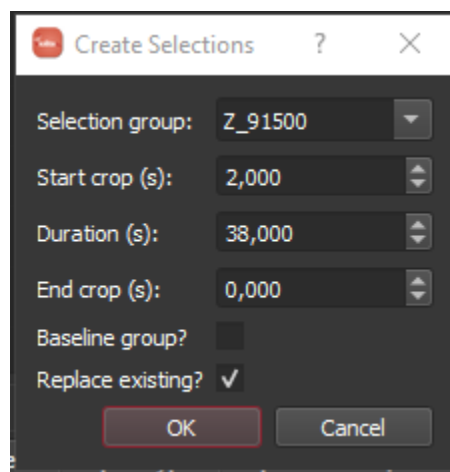 Create Selections ?
Selection group: Z_91500
Start crop (s): 2,000
Duration (s): 38,000
End crop (s): 0,000
Baseline group?
Replace existing?
OK Cancel